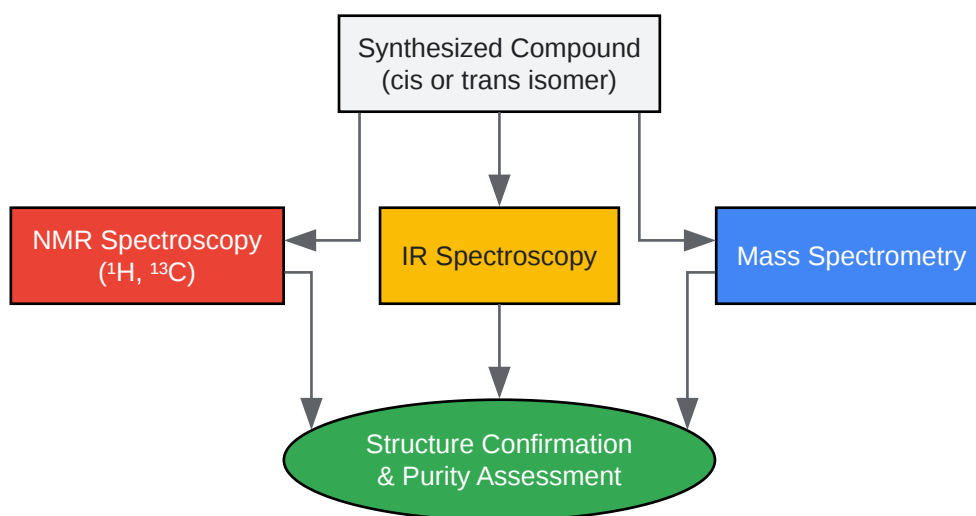 Synthesized Compound
(cis or trans isomer)
NMR Spectroscopy
(¹H, ¹³C)
IR Spectroscopy
Mass Spectrometry
Structure Confirmation
& Purity Assessment